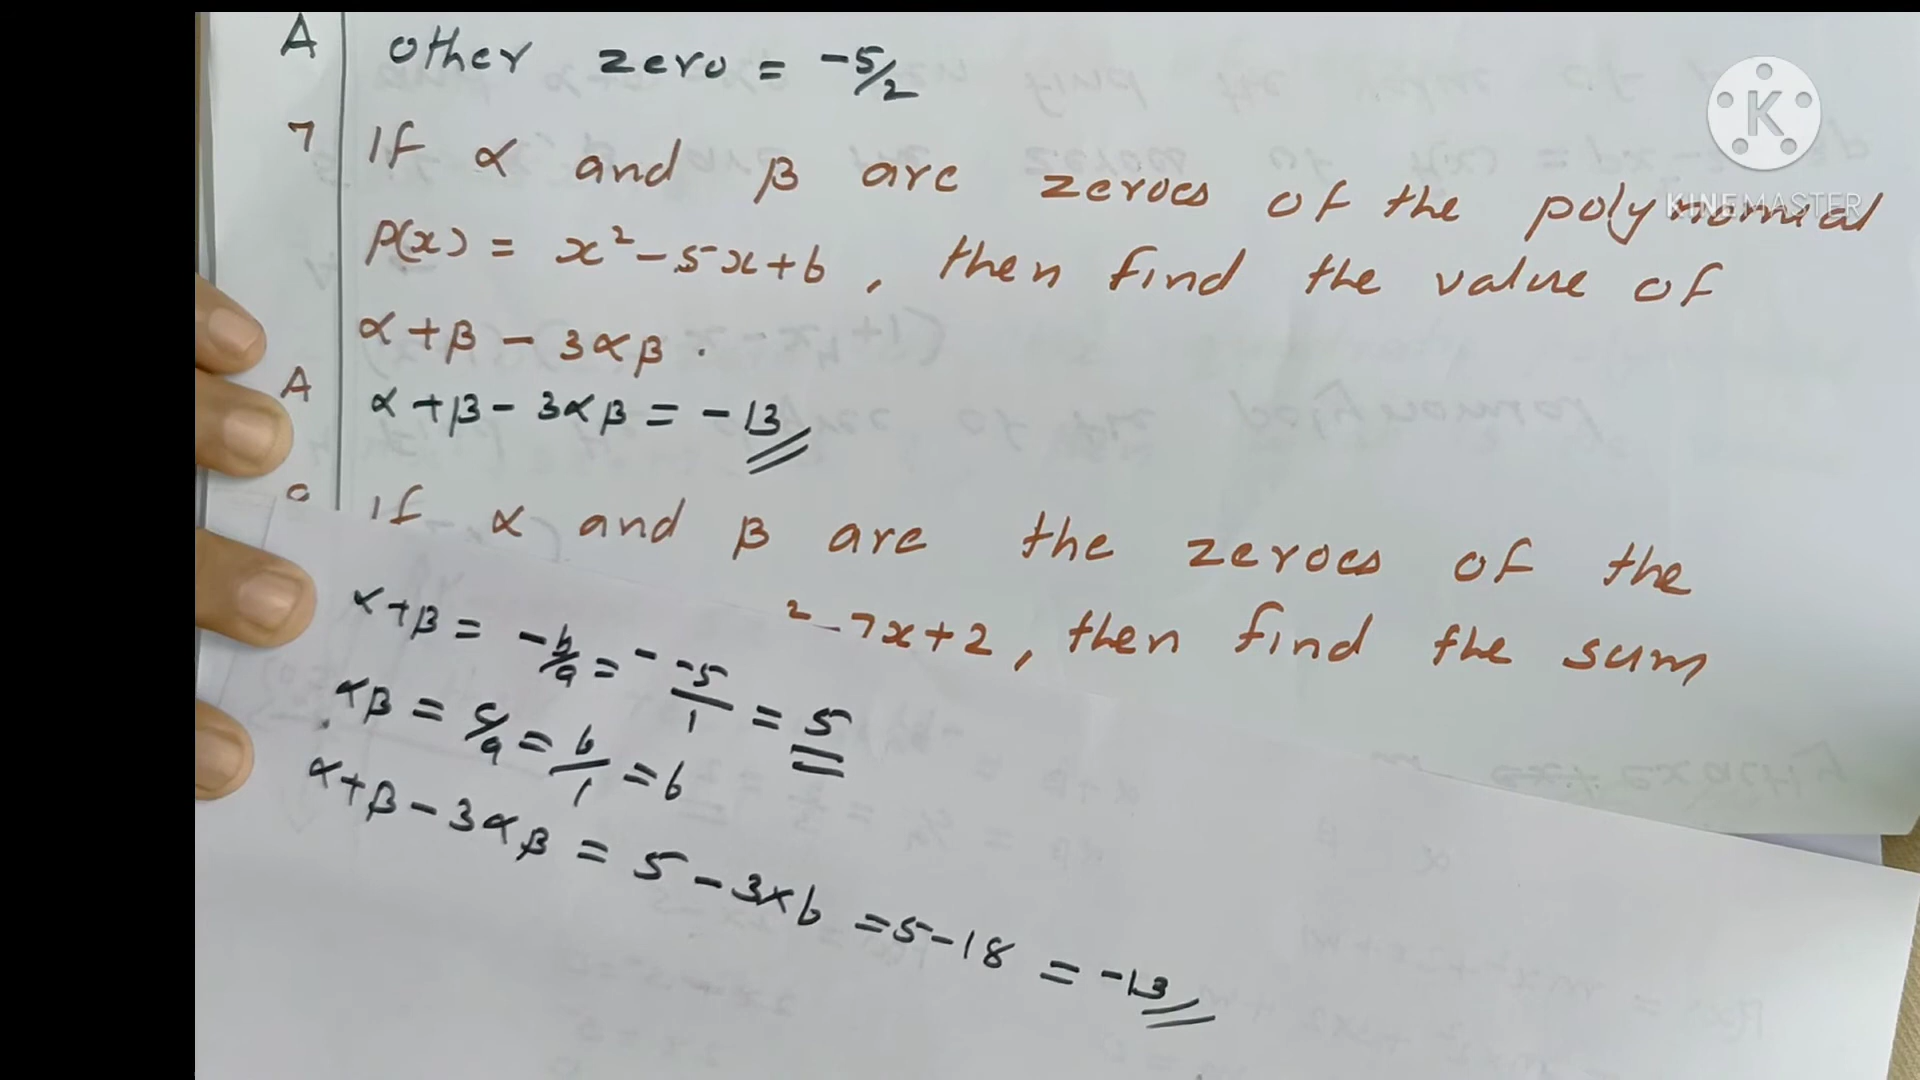 A other zero = -5/2
7 If α and β are zeroes of the polynomial
P(x) = x² - 5x + 6, then find the value of
α + β - 3αβ.
A α + β - 3αβ = -13
If α and β are the zeroes of the
² - 7x + 2, then find the sum
α + β = -b/a = - -5/1 = 5
αβ = c/a = 6/1 = 6
α + β - 3αβ = 5 - 3×6 = 5 - 18 = -13
K
KINEMASTER